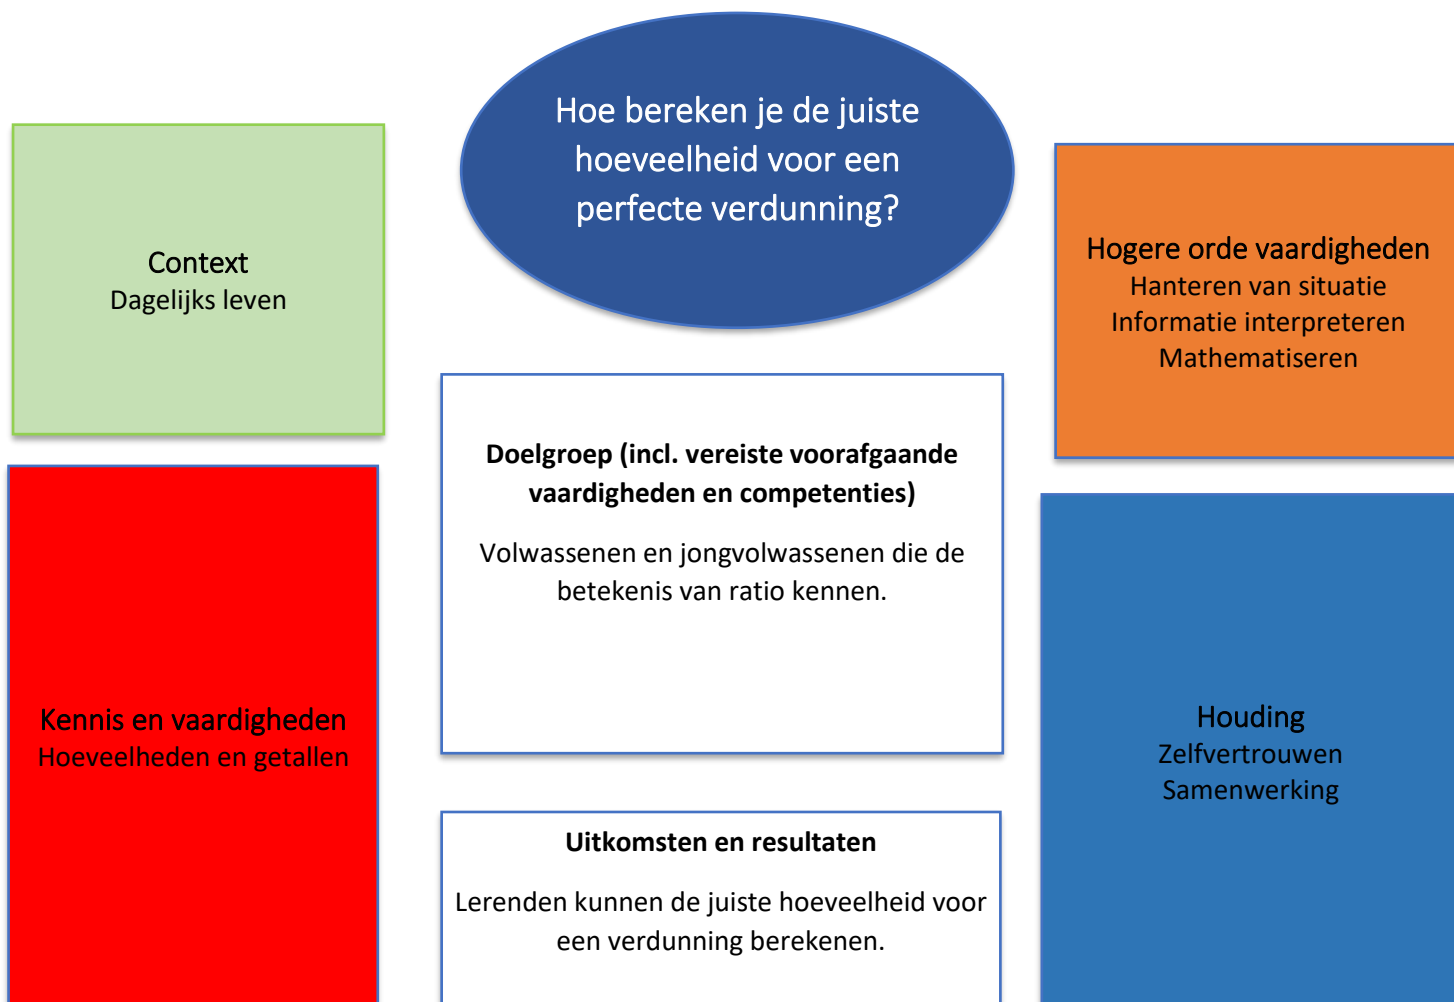 Hoe bereken je de juiste
hoeveelheid voor een
perfecte verdunning?
Context
Dagelijks leven
Hogere orde vaardigheden
Hanteren van situatie
Informatie interpreteren
Mathematiseren
Doelgroep (incl. vereiste voorafgaande
vaardigheden en competenties)
Volwassenen en jongvolwassenen die de
betekenis van ratio kennen.
Kennis en vaardigheden
Hoeveelheden en getallen
Houding
Zelfvertrouwen
Samenwerking
Uitkomsten en resultaten
Lerenden kunnen de juiste hoeveelheid voor
een verdunning berekenen.